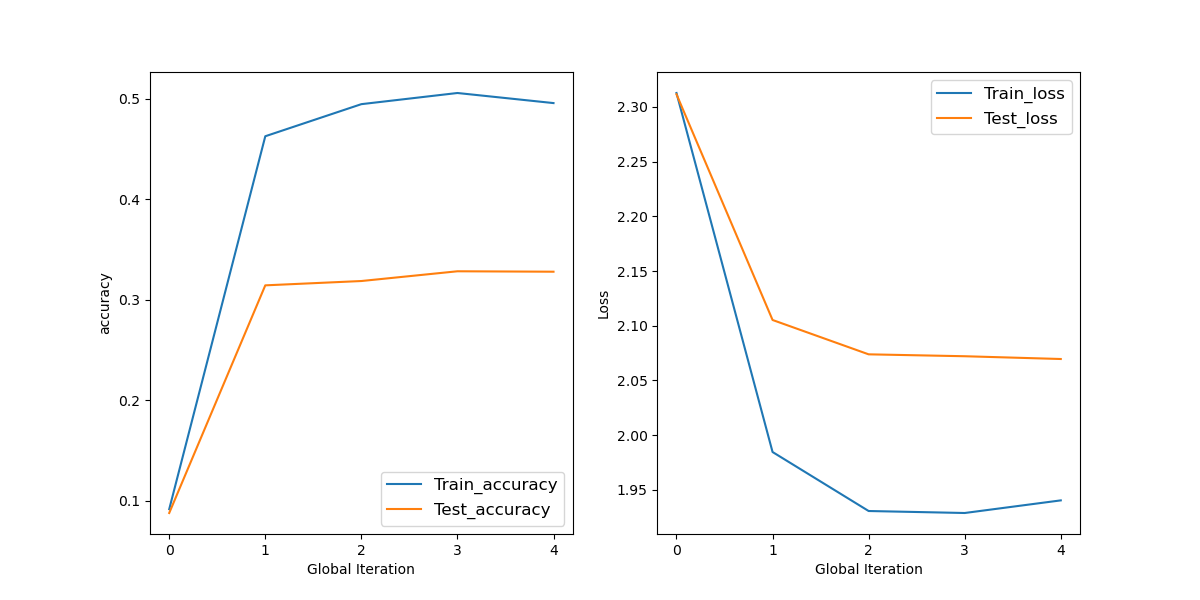 0.5
0.4
0.3
0.2
0.1
accuracy
0 1 2 3 4
Global Iteration
Train_accuracy
Test_accuracy
2.30
2.25
2.20
2.15
2.10
2.05
2.00
1.95
Loss
0 1 2 3 4
Global Iteration
Train_loss
Test_loss